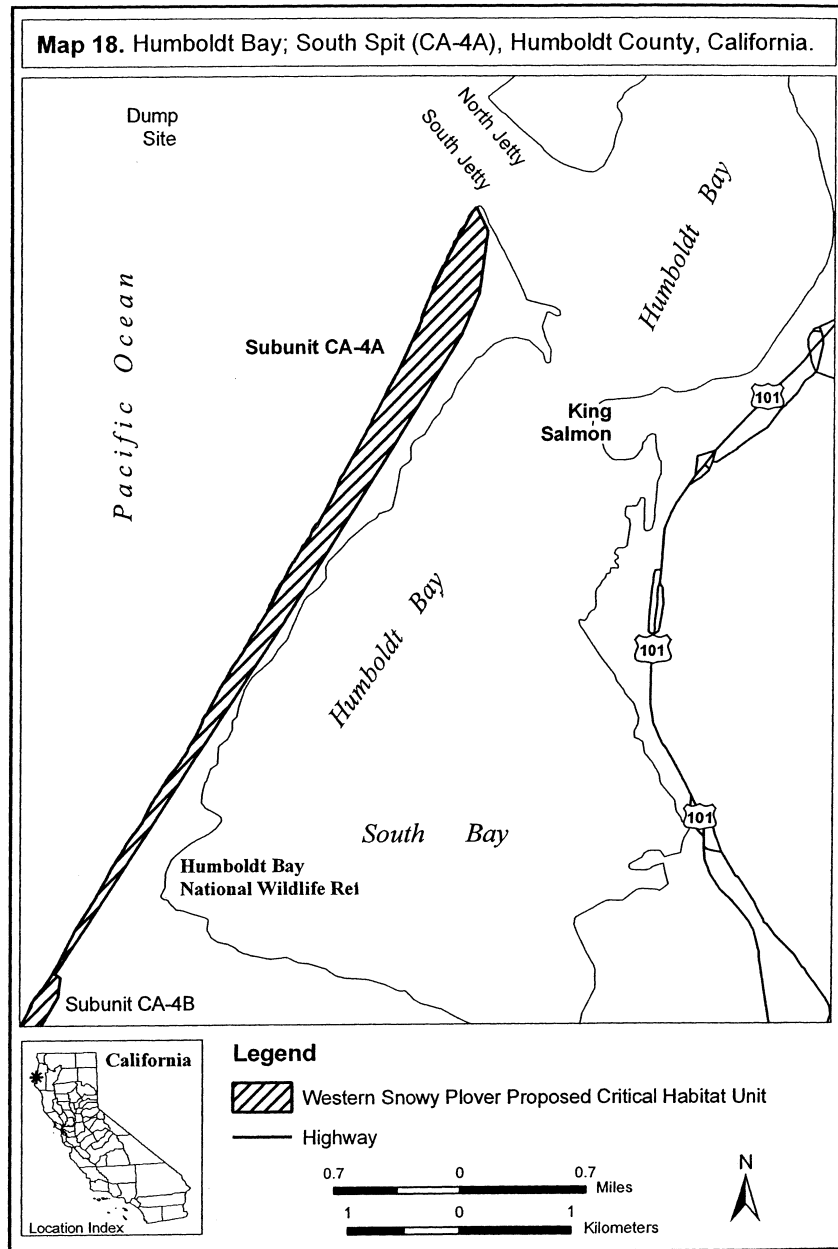 Map 18. Humboldt Bay; South Spit (CA-4A), Humboldt County, California.
Dump
Site
North Jetty
South Jetty
Humboldt Bay
Pacific Ocean
Subunit CA-4A
101
King
Salmon
Humboldt Bay
101
101
South Bay
Humboldt Bay
National Wildlife Ref
Subunit CA-4B
California
Location Index
Legend
Western Snowy Plover Proposed Critical Habitat Unit
Highway
0.7 0 0.7
Miles
1 0 1
Kilometers
N